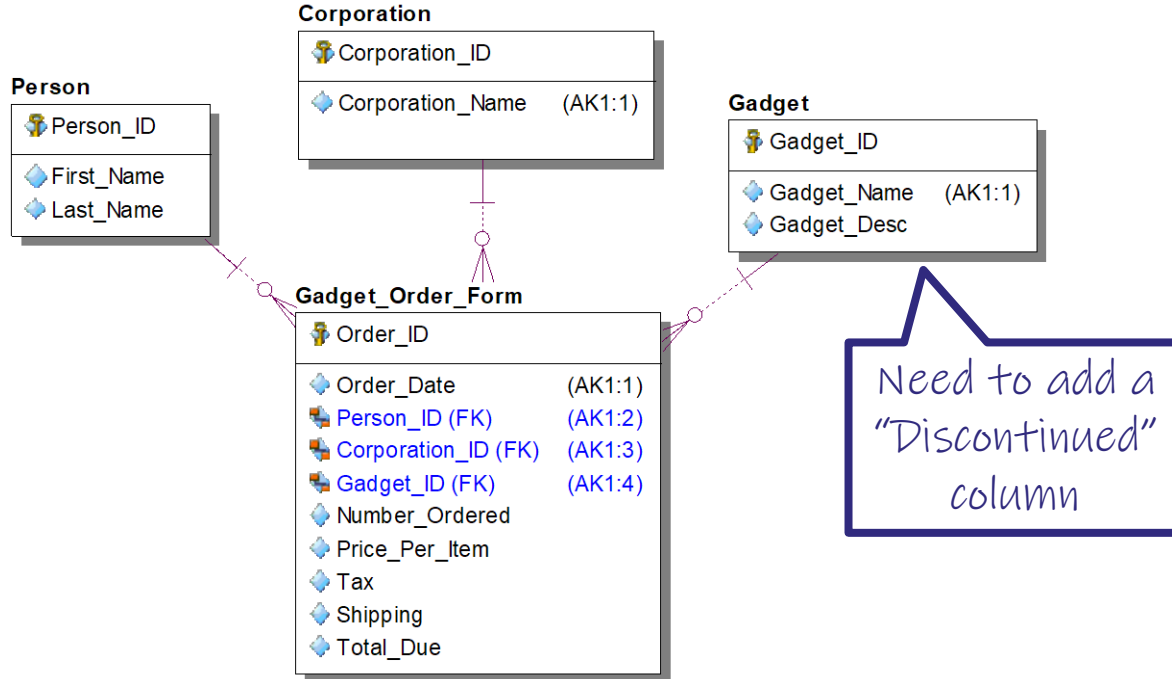 Corporation
Corporation_ID
Corporation_Name (AK1:1)
Person
Person_ID
First_Name
Last_Name
Gadget
Gadget_ID
Gadget_Name (AK1:1)
Gadget_Desc
Gadget_Order_Form
Order_ID
Order_Date (AK1:1)
Person_ID (FK) (AK1:2)
Corporation_ID (FK) (AK1:3)
Gadget_ID (FK) (AK1:4)
Number_Ordered
Price_Per_Item
Tax
Shipping
Total_Due
Need to add a
“Discontinued”
column